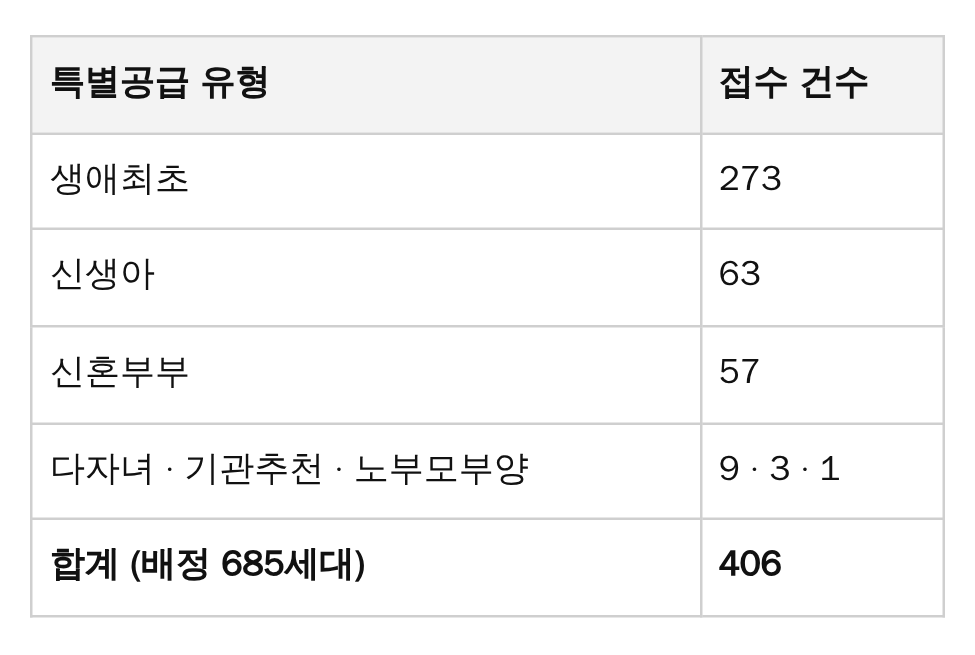 특별공급 유형 접수 건수
생애최초 273
신생아 63
신혼부부 57
다자녀 · 기관추천 · 노부모부양 9 · 3 · 1
합계 (배정 685세대) 406